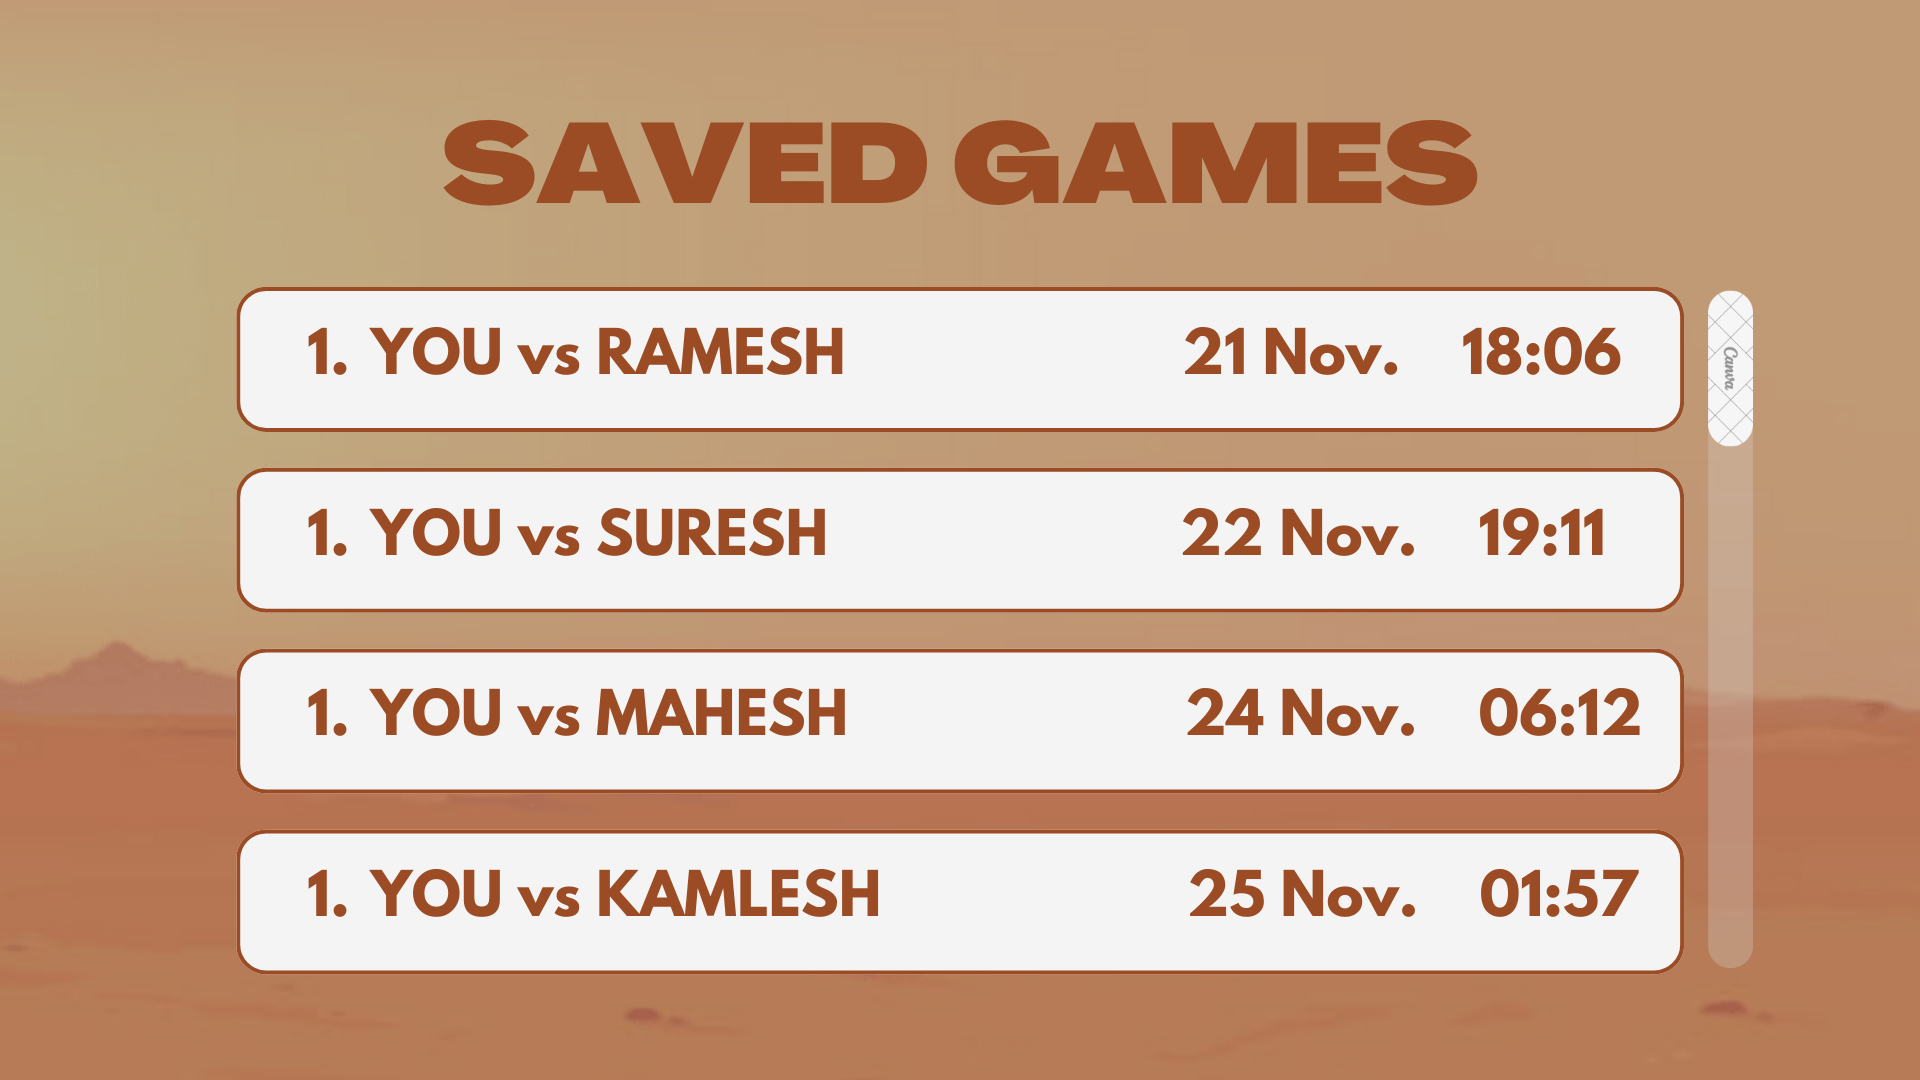 SAVED GAMES
1. YOU vs RAMESH 21 Nov. 18:06
Canva
1. YOU vs SURESH 22 Nov. 19:11
1. YOU vs MAHESH 24 Nov. 06:12
1. YOU vs KAMLESH 25 Nov. 01:57